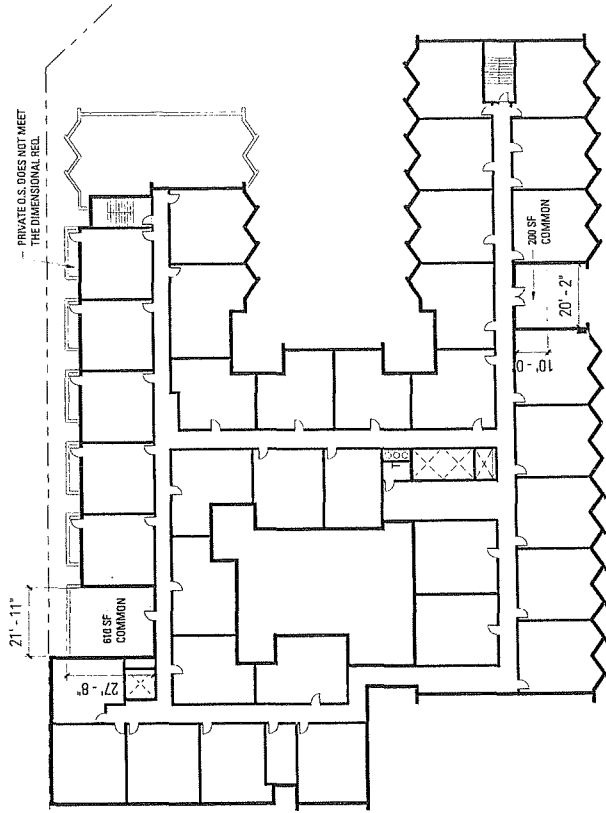 PRIVATE O.S. DOES NOT MEET
THE DIMENSIONAL REQ.
21' - 11"
610 SF
COMMON
27' - 8"
200 SF
COMMON
20' - 2"
10' - 0"
T